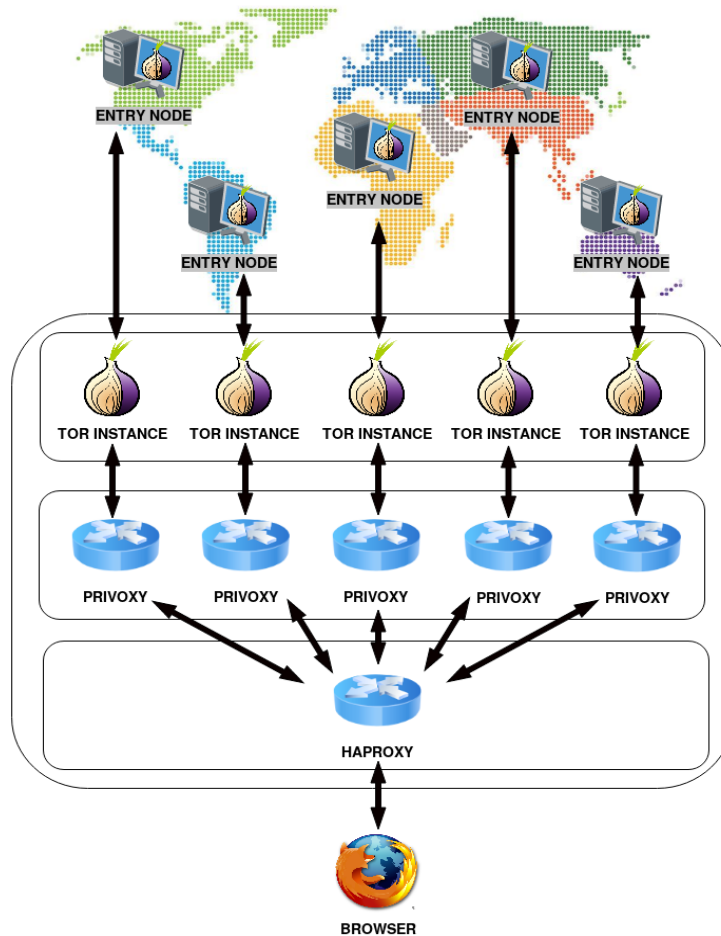 ENTRY NODE
ENTRY NODE
ENTRY NODE
ENTRY NODE
ENTRY NODE
TOR INSTANCE
TOR INSTANCE
TOR INSTANCE
TOR INSTANCE
TOR INSTANCE
PRIVOXY
PRIVOXY
PRIVOXY
PRIVOXY
PRIVOXY
HAPROXY
BROWSER